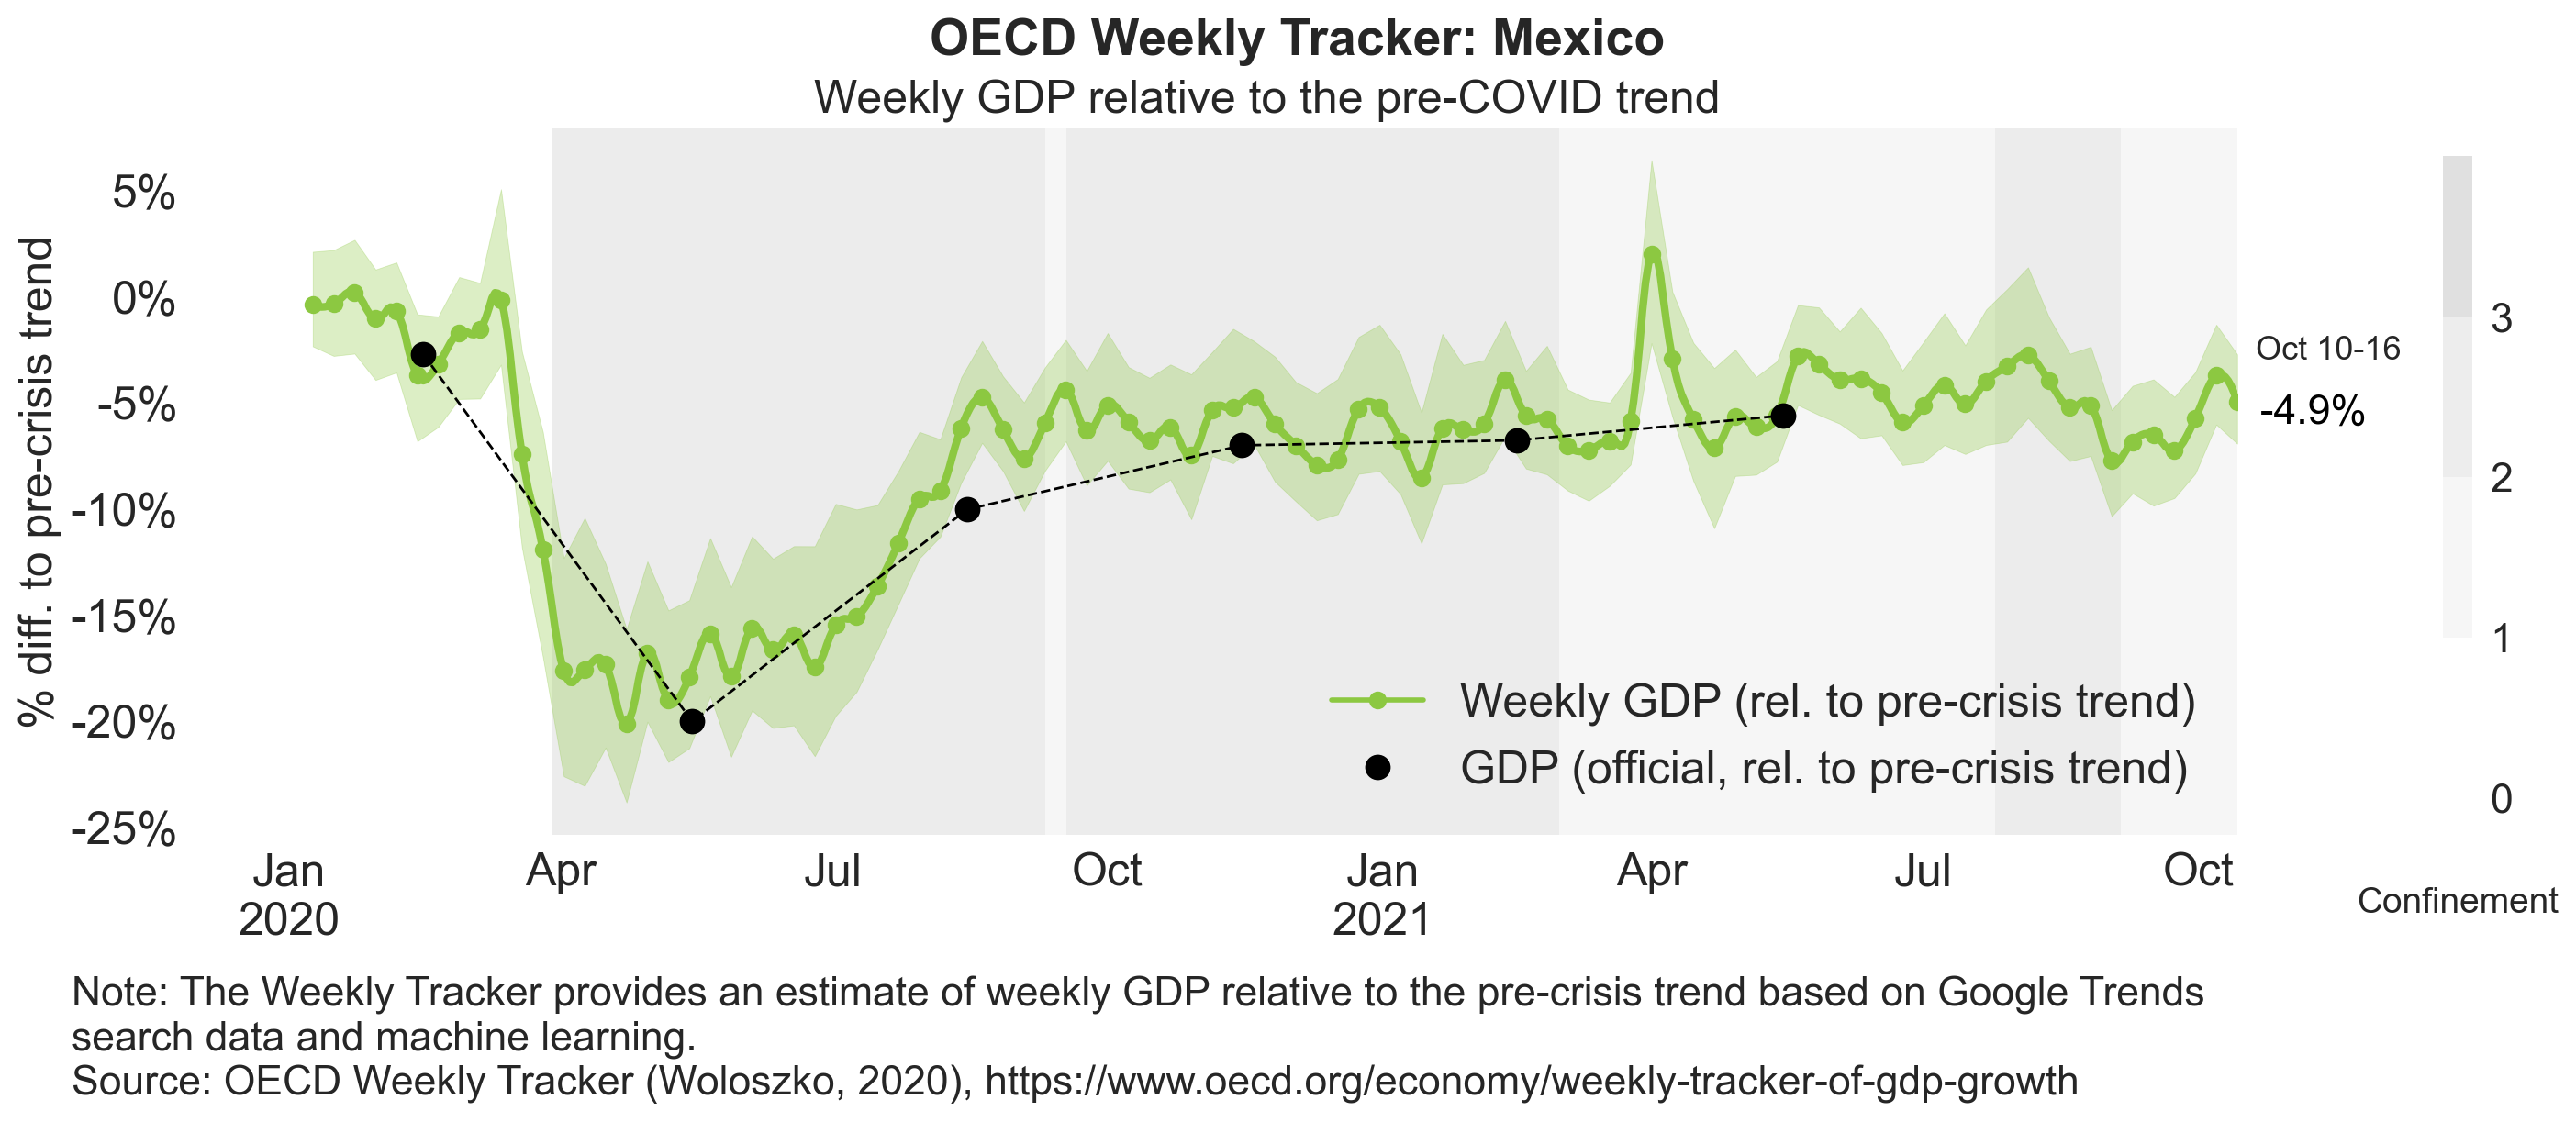 OECD Weekly Tracker: Mexico
Weekly GDP relative to the pre-COVID trend
% diff. to pre-crisis trend
5%
0%
-5%
-10%
-15%
-20%
-25%
Jan
2020
Apr
Jul
Oct
Jan
2021
Apr
Jul
Oct
Oct 10-16
-4.9%
Weekly GDP (rel. to pre-crisis trend)
GDP (official, rel. to pre-crisis trend)
3
2
1
0
Confinement
Note: The Weekly Tracker provides an estimate of weekly GDP relative to the pre-crisis trend based on Google Trends
search data and machine learning.
Source: OECD Weekly Tracker (Woloszko, 2020), https://www.oecd.org/economy/weekly-tracker-of-gdp-growth